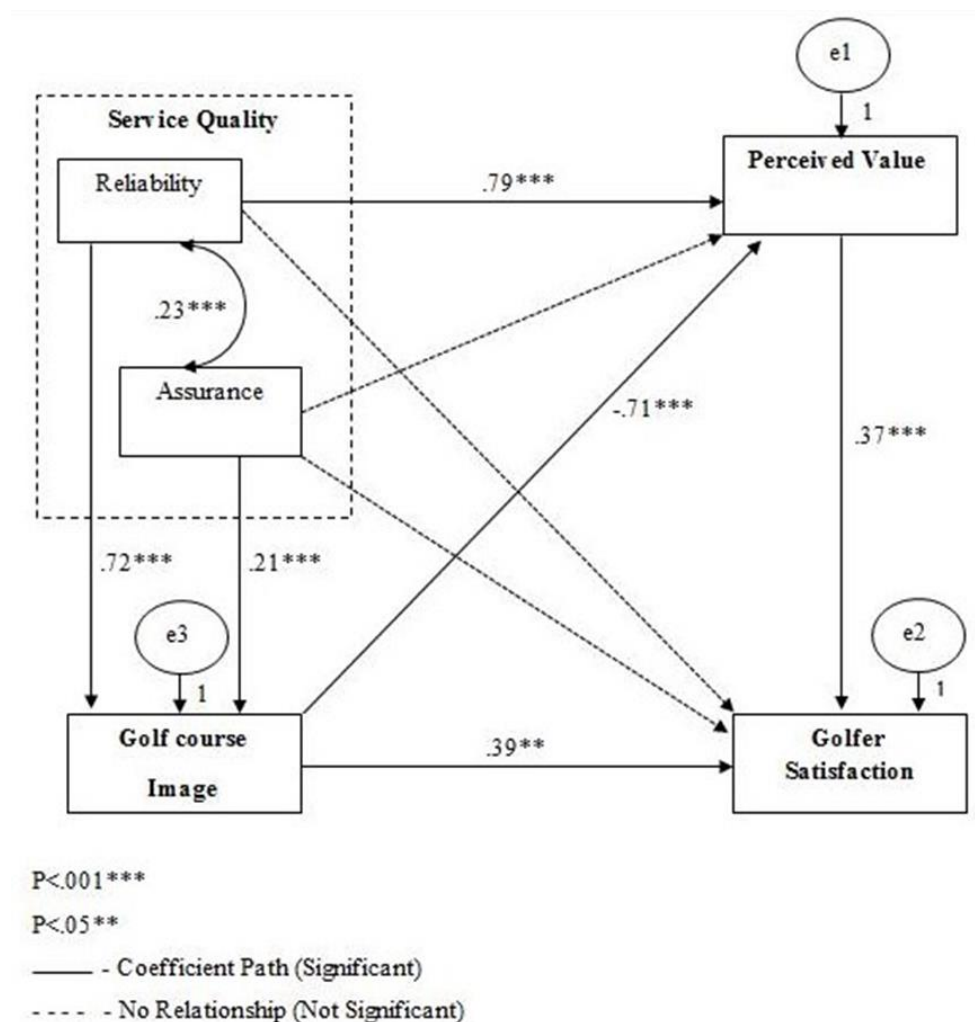 e1
1
Service Quality
Perceived Value
Reliability
.79***
.23***
Assurance
-.71***
.37***
.72***
.21***
e3
e2
1
1
Golf course
Image
.39**
Golfer
Satisfaction
P<.001***
P<.05**
——— - Coefficient Path (Significant)
- - - - - No Relationship (Not Significant)